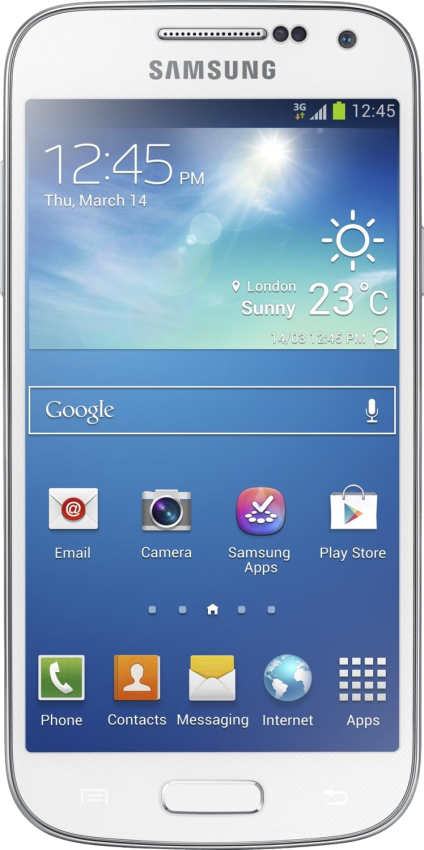 SAMSUNG
3G 12:45
12:45 PM
Thu, March 14
London
Sunny 23°C
14/03 12:45 PM
Google
@
Email Camera Samsung Apps Play Store
Phone Contacts Messaging Internet Apps